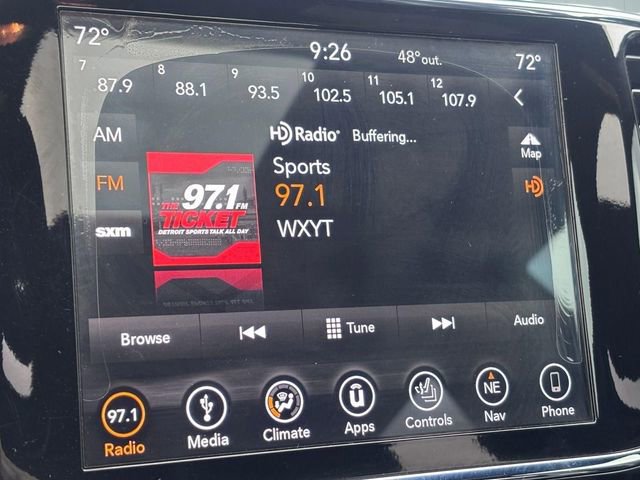 72° 9:26 48°out. 72°
7 8 9 10 11 12
87.9 88.1 93.5 102.5 105.1 107.9
AM HD Radio® Buffering... Map
FM Sports HD
THE 97.1 FM 97.1
TICKET
DETROIT SPORTS TALK ALL DAY
sxm WXYT
Browse Tune Audio
97.1 NE
Radio Media Climate Apps Controls Nav Phone